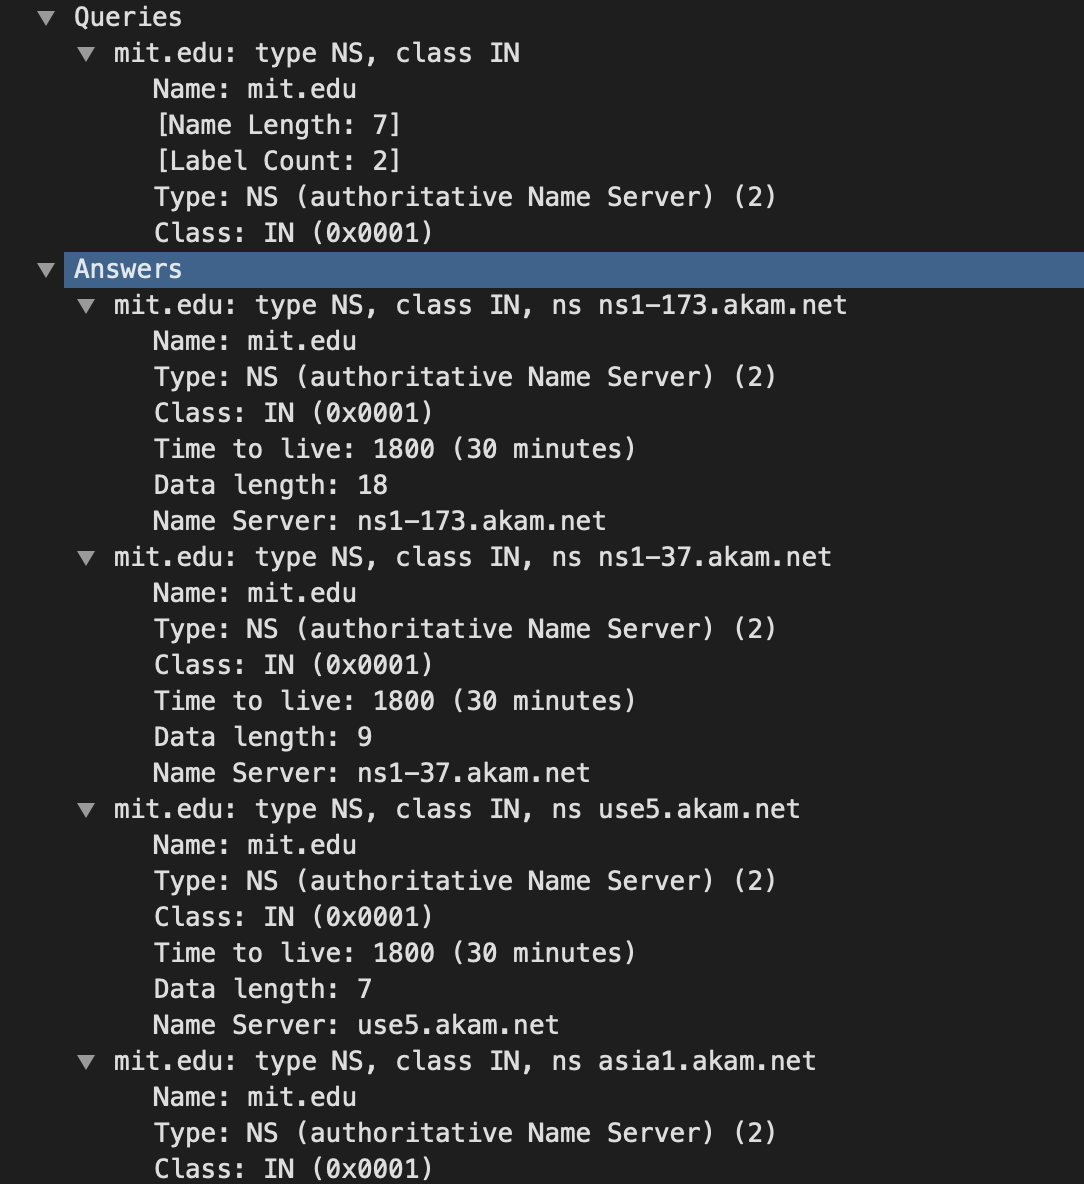 Queries
mit.edu: type NS, class IN
Name: mit.edu
[Name Length: 7]
[Label Count: 2]
Type: NS (authoritative Name Server) (2)
Class: IN (0x0001)
Answers
mit.edu: type NS, class IN, ns ns1-173.akam.net
Name: mit.edu
Type: NS (authoritative Name Server) (2)
Class: IN (0x0001)
Time to live: 1800 (30 minutes)
Data length: 18
Name Server: ns1-173.akam.net
mit.edu: type NS, class IN, ns ns1-37.akam.net
Name: mit.edu
Type: NS (authoritative Name Server) (2)
Class: IN (0x0001)
Time to live: 1800 (30 minutes)
Data length: 9
Name Server: ns1-37.akam.net
mit.edu: type NS, class IN, ns use5.akam.net
Name: mit.edu
Type: NS (authoritative Name Server) (2)
Class: IN (0x0001)
Time to live: 1800 (30 minutes)
Data length: 7
Name Server: use5.akam.net
mit.edu: type NS, class IN, ns asia1.akam.net
Name: mit.edu
Type: NS (authoritative Name Server) (2)
Class: IN (0x0001)